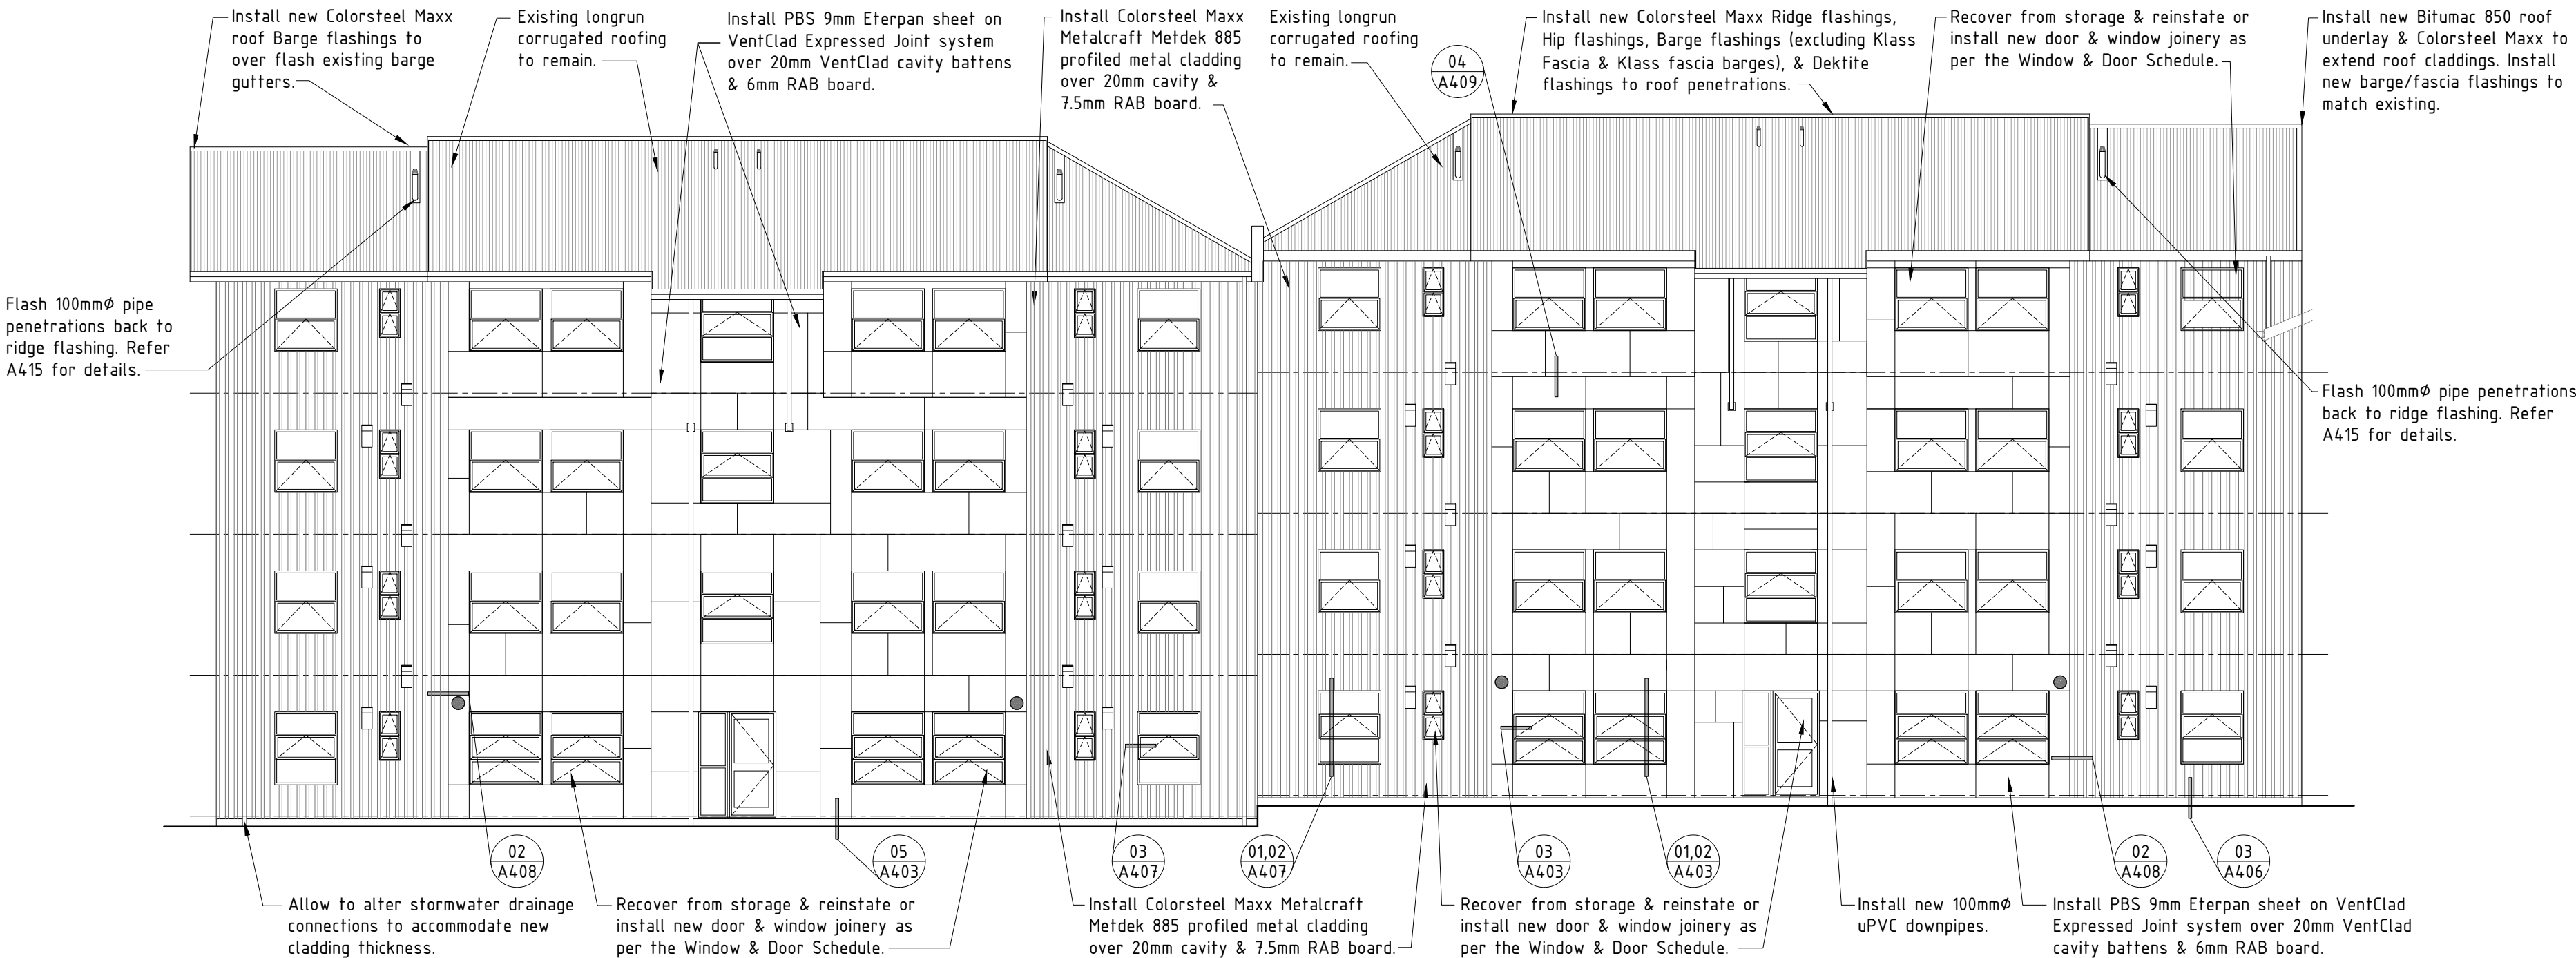 Install new Colorsteel Maxx
roof Barge flashings to
over flash existing barge
gutters.
Existing longrun
corrugated roofing
to remain.
Install PBS 9mm Eterpan sheet on
VentClad Expressed Joint system
over 20mm VentClad cavity battens
& 6mm RAB board.
Install Colorsteel Maxx
Metalcraft Metdek 885
profiled metal cladding
over 20mm cavity &
7.5mm RAB board.
Existing longrun
corrugated roofing
to remain.
04
A409
Install new Colorsteel Maxx Ridge flashings,
Hip flashings, Barge flashings (excluding Klass
Fascia & Klass fascia barges), & Dektite
flashings to roof penetrations.
Recover from storage & reinstate or
install new door & window joinery as
per the Window & Door Schedule.
Install new Bitumac 850 roof
underlay & Colorsteel Maxx to
extend roof claddings. Install
new barge/fascia flashings to
match existing.
Flash 100mmØ pipe
penetrations back to
ridge flashing. Refer
A415 for details.
Flash 100mmØ pipe penetrations
back to ridge flashing. Refer
A415 for details.
02
A408
05
A403
03
A407
01,02
A407
03
A403
01,02
A403
02
A408
03
A406
Allow to alter stormwater drainage
connections to accommodate new
cladding thickness.
Recover from storage & reinstate or
install new door & window joinery as
per the Window & Door Schedule.
Install Colorsteel Maxx Metalcraft
Metdek 885 profiled metal cladding
over 20mm cavity & 7.5mm RAB board.
Recover from storage & reinstate or
install new door & window joinery as
per the Window & Door Schedule.
Install new 100mmØ
uPVC downpipes.
Install PBS 9mm Eterpan sheet on VentClad
Expressed Joint system over 20mm VentClad
cavity battens & 6mm RAB board.